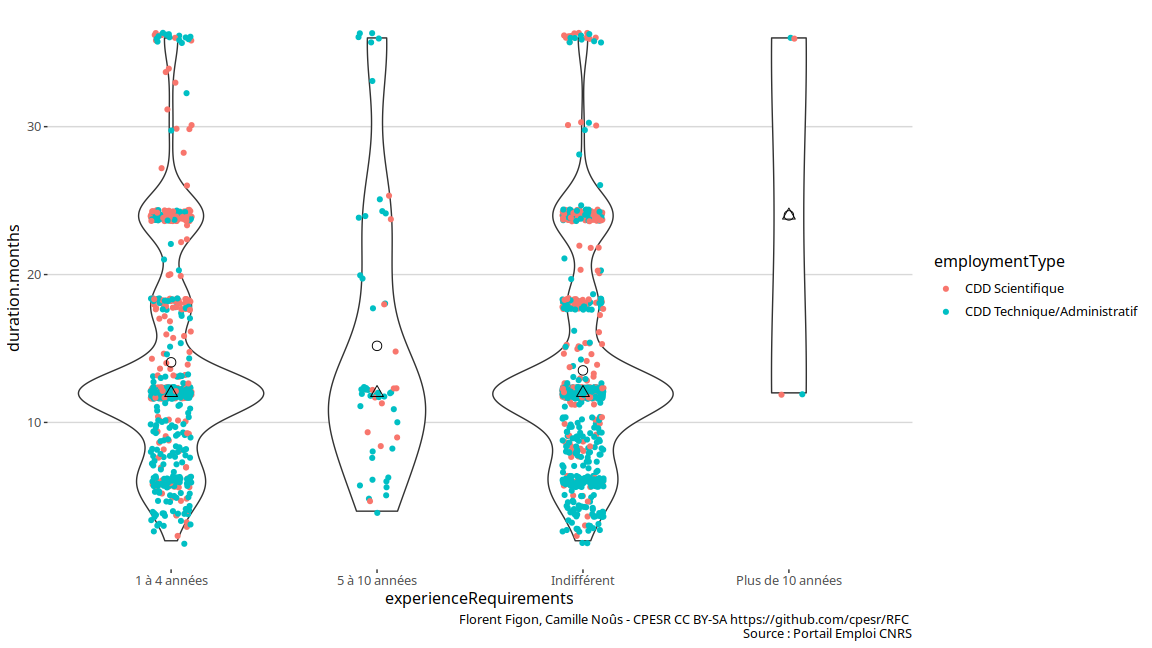 duration.months
30
20
10
1 à 4 années
5 à 10 années
Indifférent
Plus de 10 années
experienceRequirements
employmentType
CDD Scientifique
CDD Technique/Administratif
Florent Figon, Camille Noûs - CPESR CC BY-SA https://github.com/cpesr/RFC
Source : Portail Emploi CNRS